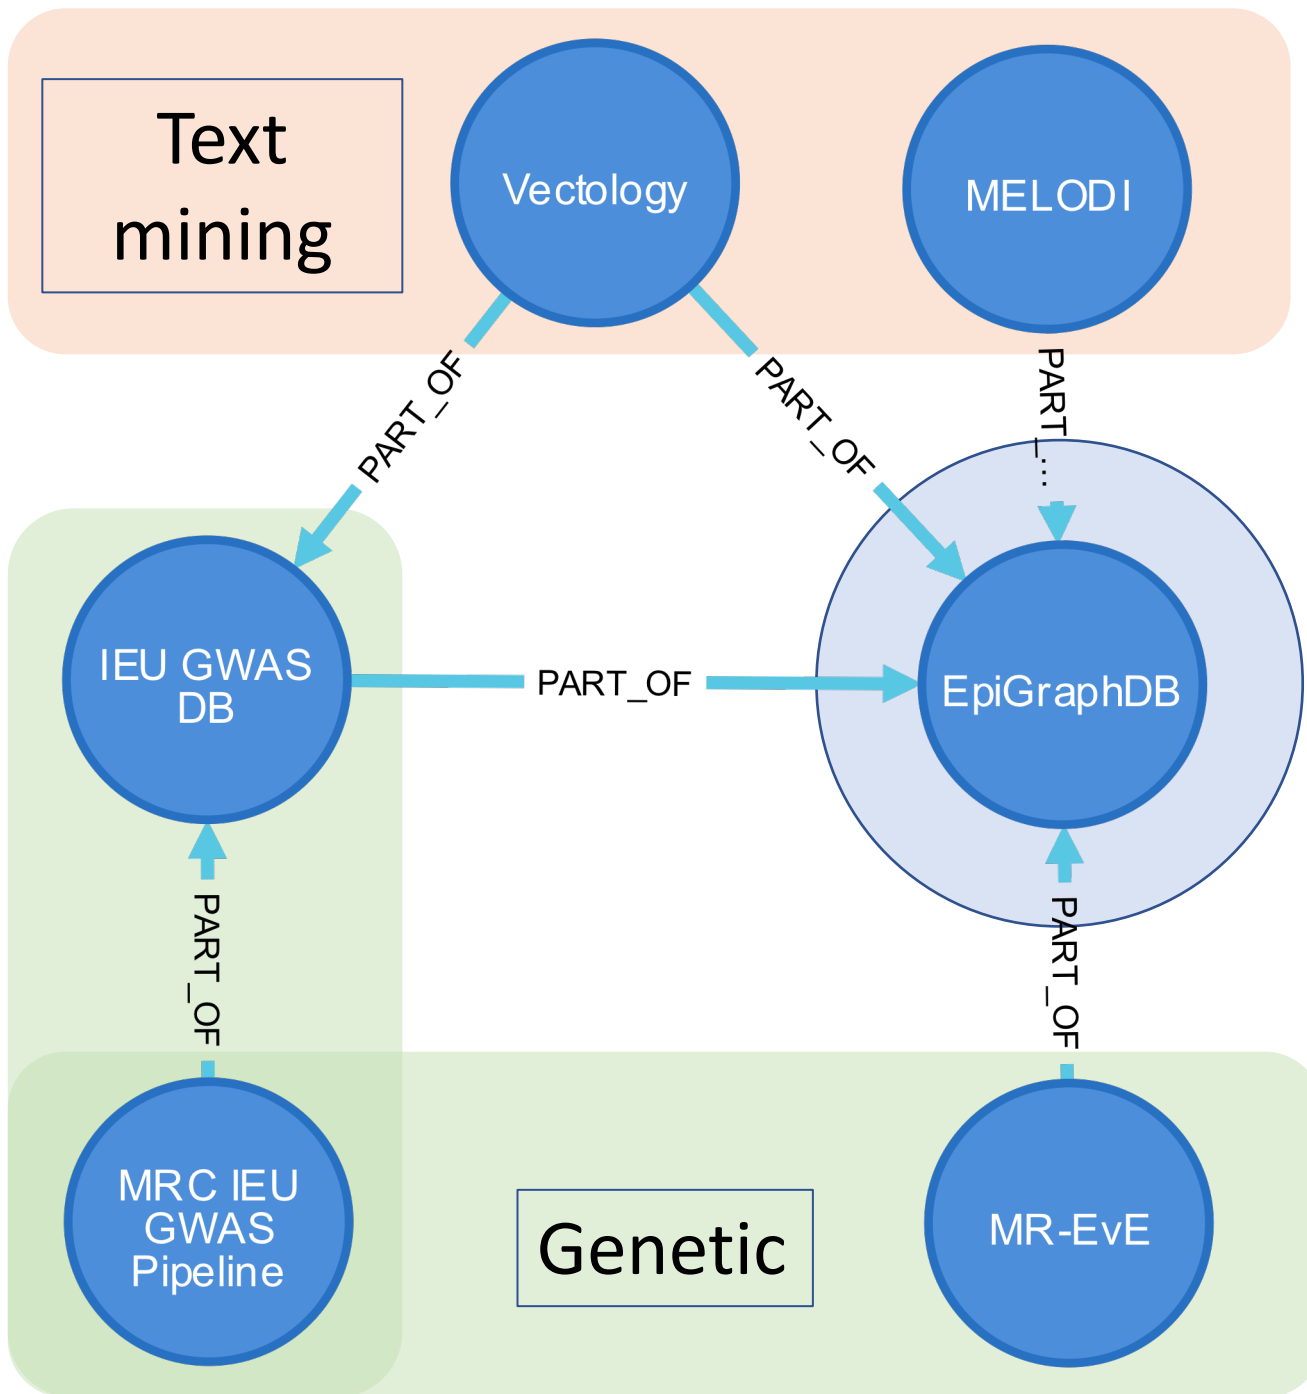 Text
mining
Vectology
MELODI
PART_OF
PART_OF
PART_...
IEU GWAS
DB
PART_OF
EpiGraphDB
PART_OF
PART_OF
MRC IEU
GWAS
Pipeline
Genetic
MR-EvE